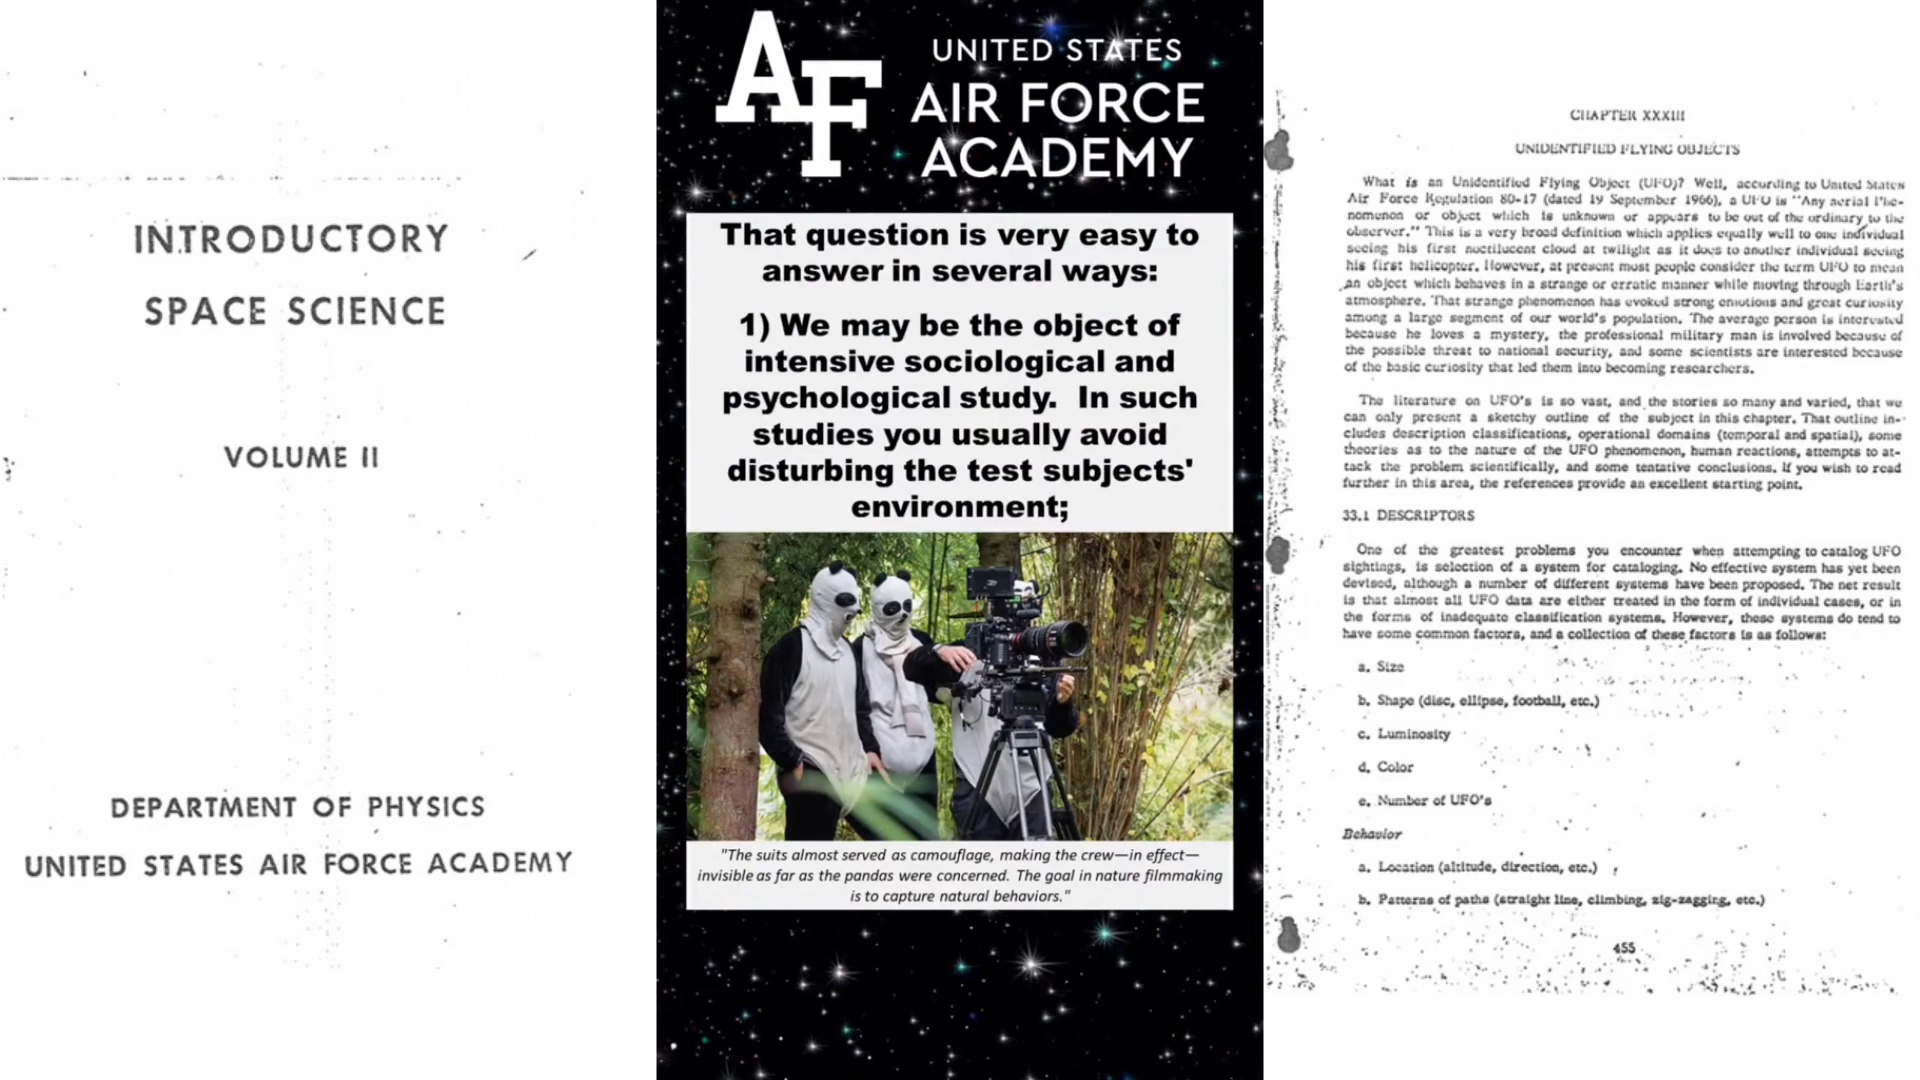 INTRODUCTORY
SPACE SCIENCE
VOLUME II
DEPARTMENT OF PHYSICS
UNITED STATES AIR FORCE ACADEMY
AF
UNITED STATES
AIR FORCE
ACADEMY
That question is very easy to
answer in several ways:
1) We may be the object of
intensive sociological and
psychological study. In such
studies you usually avoid
disturbing the test subjects'
environment;
"The suits almost served as camouflage, making the crew—in effect—
invisible as far as the pandas were concerned. The goal in nature filmmaking
is to capture natural behaviors."
CHAPTER XXXIII
UNIDENTIFIED FLYING OBJECTS
What is an Unidentified Flying Object (UFO)? Well, according to United States
Air Force Regulation 80-17 (dated 19 September 1966), a UFO is "Any aerial Phe-
nomenon or object which is unknown or appears to be out of the ordinary to the
observer." This is a very broad definition which applies equally well to one individual
seeing his first noctilucent cloud at twilight as it does to another individual seeing
his first helicopter. However, at present most people consider the term UFO to mean
an object which behaves in a strange or erratic manner while moving through Earth's
atmosphere. That strange phenomenon has evoked strong emotions and great curiosity
among a large segment of our world's population. The average person is interested
because he loves a mystery, the professional military man is involved because of
the possible threat to national security, and some scientists are interested because
of the basic curiosity that led them into becoming researchers.
The literature on UFO's is so vast, and the stories so many and varied, that we
can only present a sketchy outline of the subject in this chapter. That outline in-
cludes description classifications, operational domains (temporal and spatial), some
theories as to the nature of the UFO phenomenon, human reactions, attempts to at-
tack the problem scientifically, and some tentative conclusions. If you wish to read
further in this area, the references provide an excellent starting point.
33.1 DESCRIPTORS
One of the greatest problems you encounter when attempting to catalog UFO
sightings, is selection of a system for cataloging. No effective system has yet been
devised, although a number of different systems have been proposed. The net result
is that almost all UFO data are either treated in the form of individual cases, or in
the forms of inadequate classification systems. However, these systems do tend to
have some common factors, and a collection of these factors is as follows:
a. Size
b. Shape (disc, ellipse, football, etc.)
c. Luminosity
d. Color
e. Number of UFO's
Behavior
a. Location (altitude, direction, etc.)
b. Patterns of paths (straight line, climbing, zig-zagging, etc.)
455